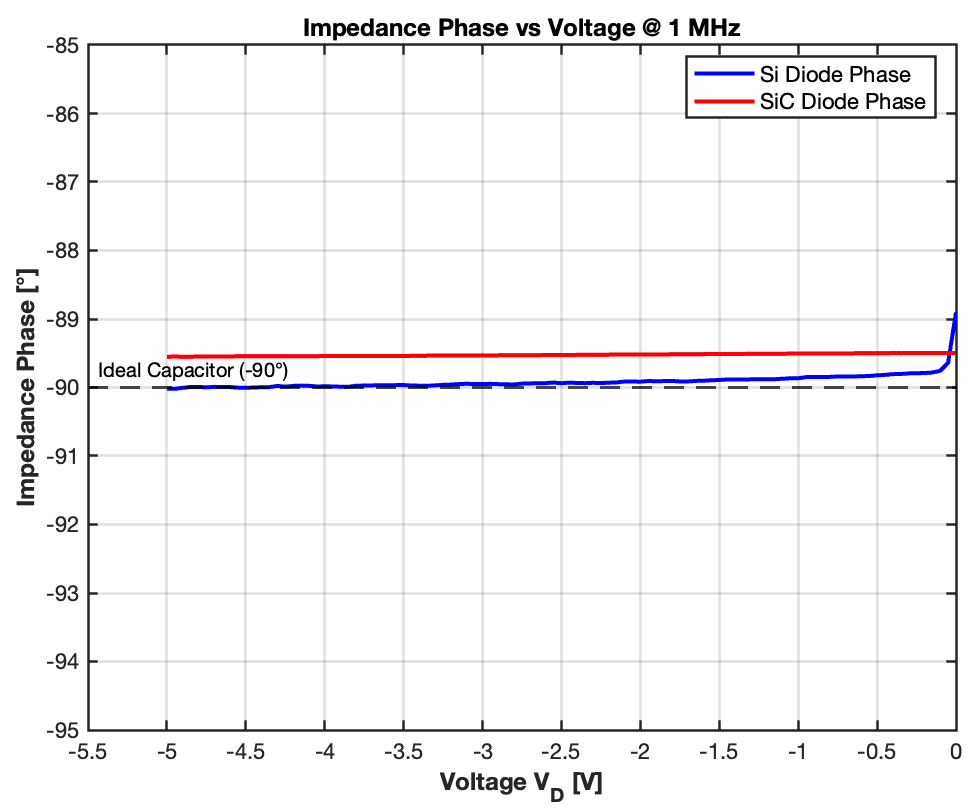 Impedance Phase vs Voltage @ 1 MHz
Si Diode Phase
SiC Diode Phase
Ideal Capacitor (-90°)
Impedance Phase [°]
-85
-86
-87
-88
-89
-90
-91
-92
-93
-94
-95
-5.5 -5 -4.5 -4 -3.5 -3 -2.5 -2 -1.5 -1 -0.5 0
Voltage V_D [V]